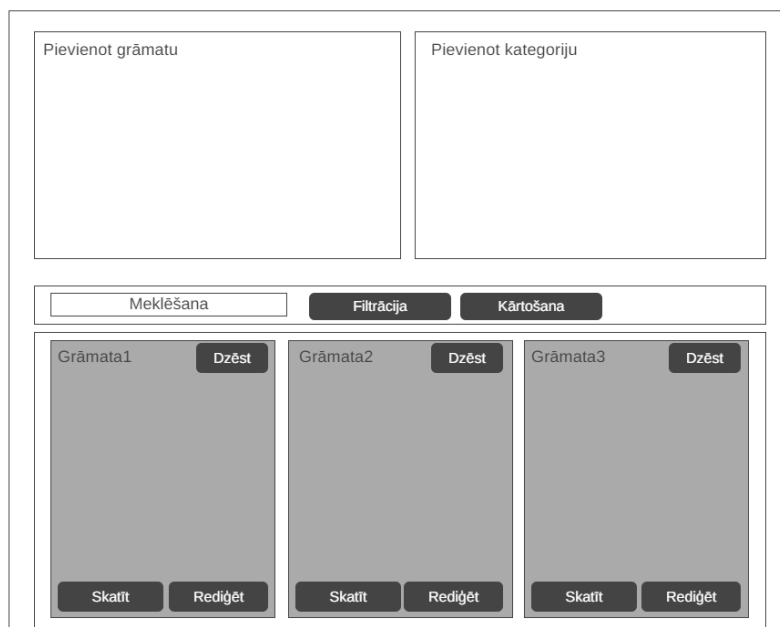 Pievienot grāmatu
Pievienot kategoriju
Meklēšana
Filtrācija
Kārtošana
Grāmata1
Dzēst
Grāmata2
Dzēst
Grāmata3
Dzēst
Skatīt
Rediģēt
Skatīt
Rediģēt
Skatīt
Rediģēt